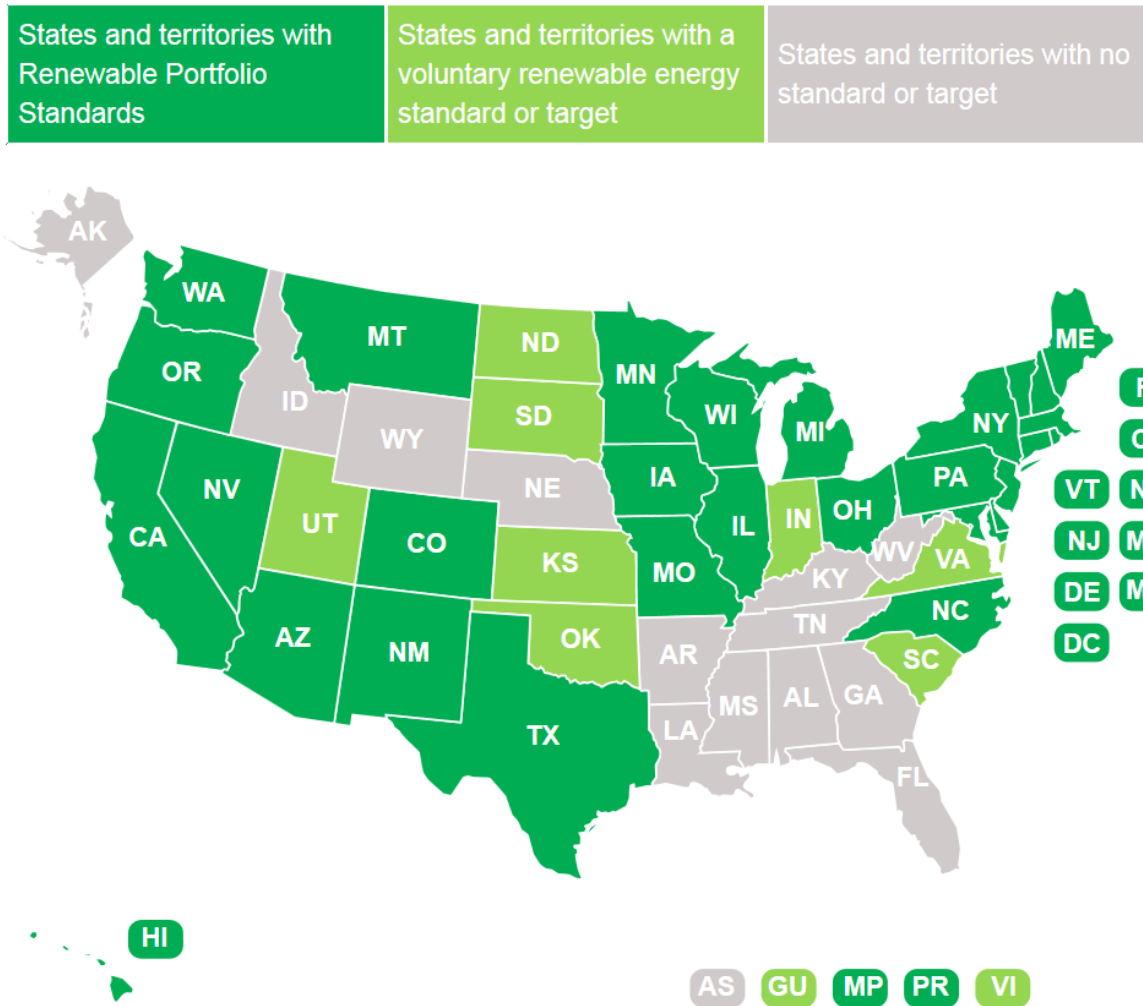 States and territories with
Renewable Portfolio
Standards
States and territories with a
voluntary renewable energy
standard or target
States and territories with no
standard or target
AK
WA
MT
ND
MN
ME
OR
ID
SD
WI
MI
NY
WY
NV
NE
IA
PA
VT
UT
CO
CA
IL
IN
OH
NJ
KS
MO
WV
VA
KY
DE
AZ
NM
OK
AR
TN
NC
DC
SC
TX
MS
AL
GA
LA
FL
HI
AS
GU
MP
PR
VI